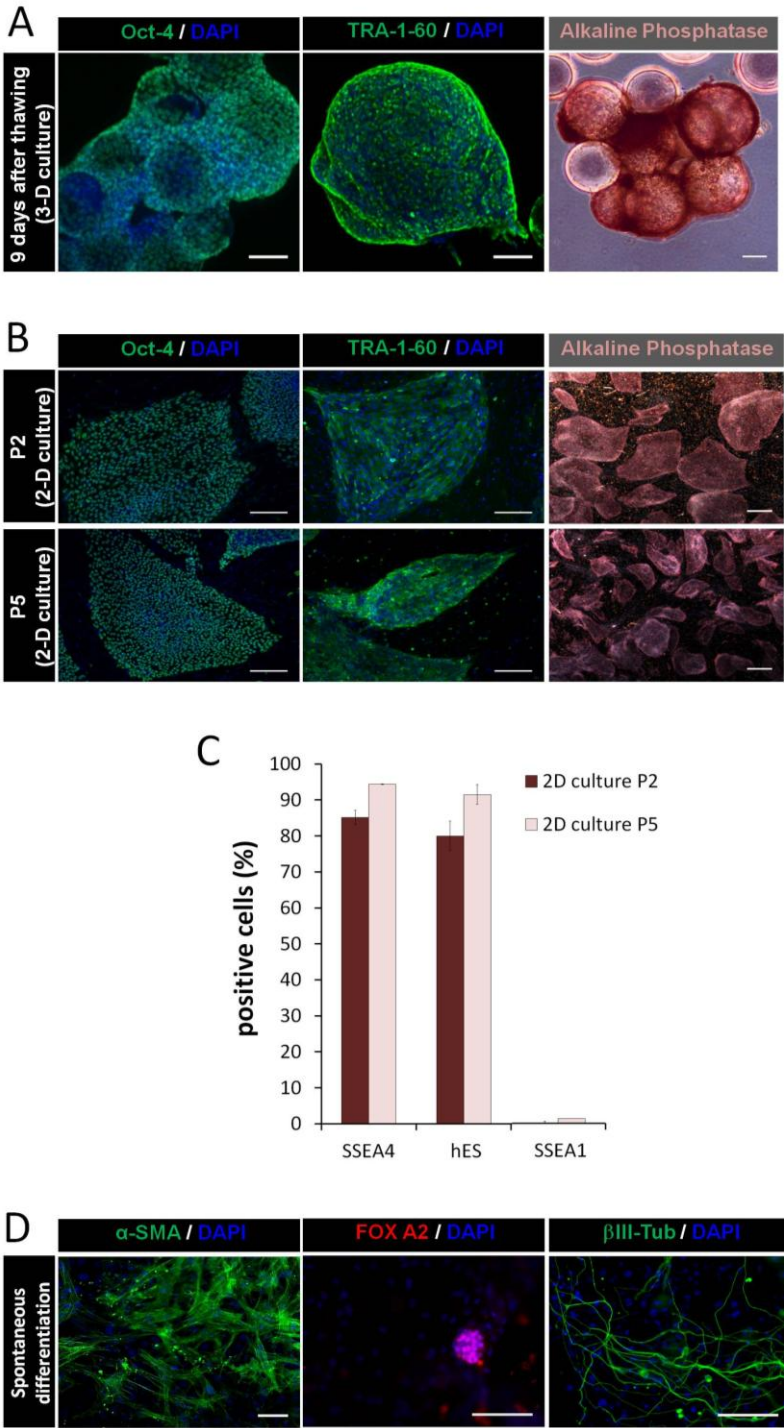 A
Oct-4 / DAPI
TRA-1-60 / DAPI
Alkaline Phosphatase
9 days after thawing
(3-D culture)
B
Oct-4 / DAPI
TRA-1-60 / DAPI
Alkaline Phosphatase
P2
(2-D culture)
P5
(2-D culture)
C
100
90
80
70
60
50
40
30
20
10
0
positive cells (%)
2D culture P2
2D culture P5
SSEA4
hES
SSEA1
D
α-SMA / DAPI
FOX A2 / DAPI
βIII-Tub/ DAPI
Spontaneous
differentiation